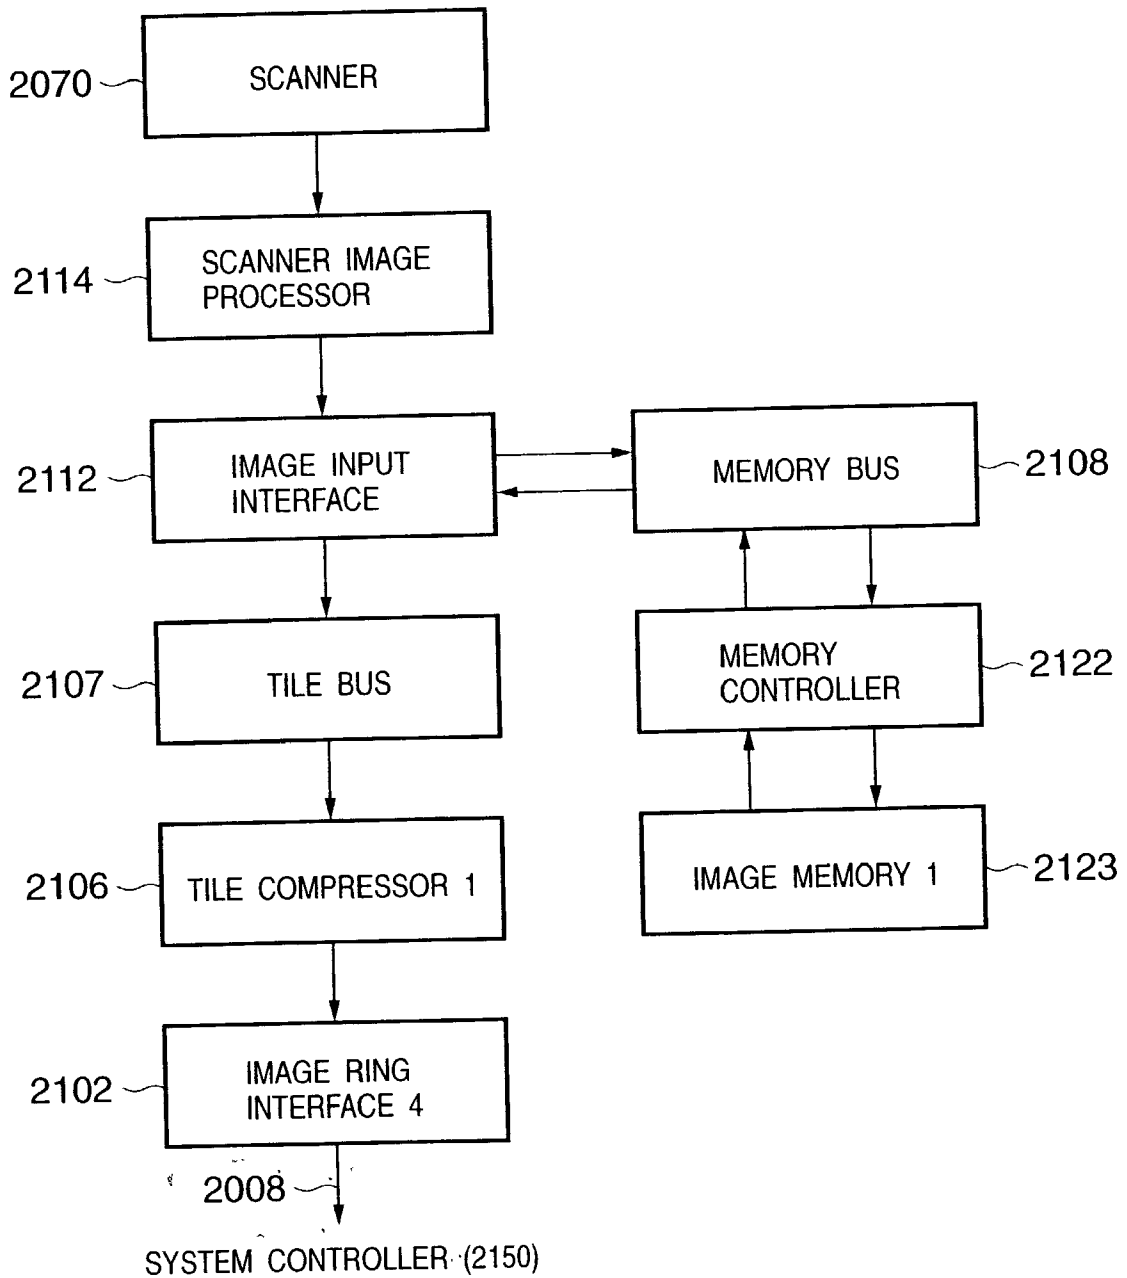 2070
SCANNER
2114
SCANNER IMAGE
PROCESSOR
2112
IMAGE INPUT
INTERFACE
MEMORY BUS
2108
2107
TILE BUS
MEMORY
CONTROLLER
2122
2106
TILE COMPRESSOR 1
IMAGE MEMORY 1
2123
2102
IMAGE RING
INTERFACE 4
2008
SYSTEM CONTROLLER (2150)